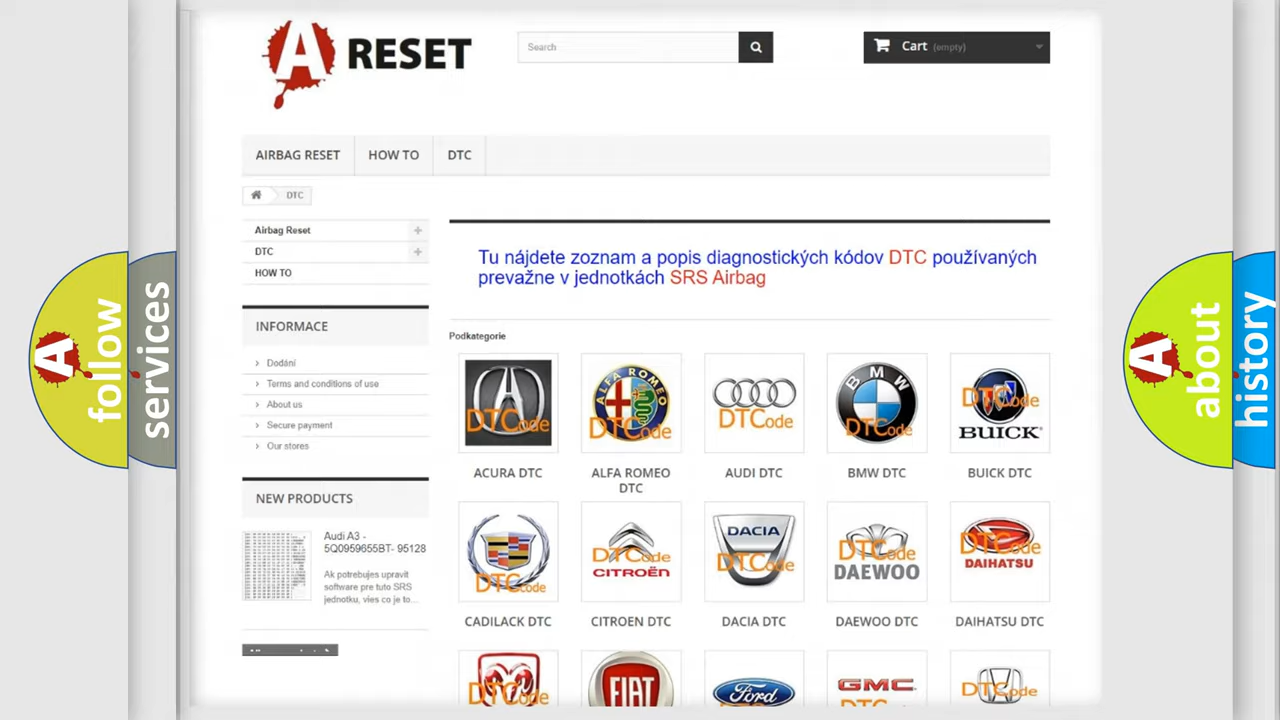 A RESET
Search
Cart (empty)
AIRBAG RESET
HOW TO
DTC
DTC
Airbag Reset
DTC
HOW TO
INFORMACE
Dodání
Terms and conditions of use
About us
Secure payment
Our stores
NEW PRODUCTS
Audi A3 -
5Q0959655BT- 95128
Ak potrebujes upravit
software pre tuto SRS
jednotku, vies co je to...
Tu nájdete zoznam a popis diagnostických kódov DTC používaných
prevažne v jednotkách SRS Airbag
Podkategorie
DTCode
ALFA ROMEO
DTCode
DTCode
BMW
DTCode
DTCode
BUICK
ACURA DTC
ALFA ROMEO
DTC
AUDI DTC
BMW DTC
BUICK DTC
DTCode
DTCode
CITROËN
DACIA
DTCode
DTCode
DAEWOO
DTCode
DAIHATSU
CADILACK DTC
CITROEN DTC
DACIA DTC
DAEWOO DTC
DAIHATSU DTC
DTCode
FIAT
Ford
GMC
DTCode
A
follow
services
A
about
history